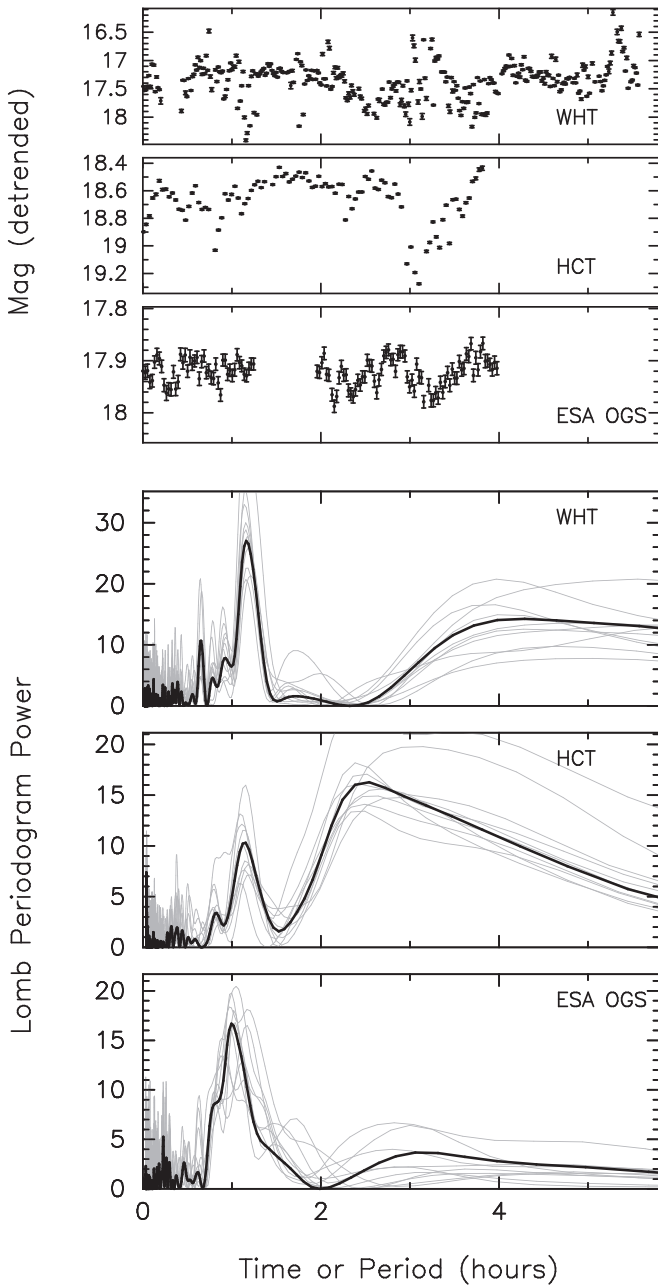 Mag (detrended)
16.5
17
17.5
18
WHT
18.4
18.6
18.8
19
19.2
HCT
17.8
17.9
18
ESA OGS
Lomb Periodogram Power
30
20
10
0
WHT
20
15
10
5
0
HCT
20
15
10
5
0
ESA OGS
0 2 4
Time or Period (hours)